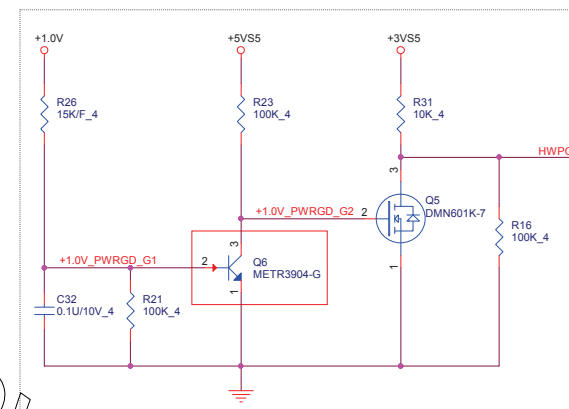 +1.0V
+5VS5
+3VS5
R26
15K/F_4
R23
100K_4
R31
10K_4
3
HWPG
+1.0V_PWRGD_G2
2
Q5
DMN601K-7
R16
100K_4
1
+1.0V_PWRGD_G1
2
3
Q6
METR3904-G
1
C32
0.1U/10V_4
R21
100K_4